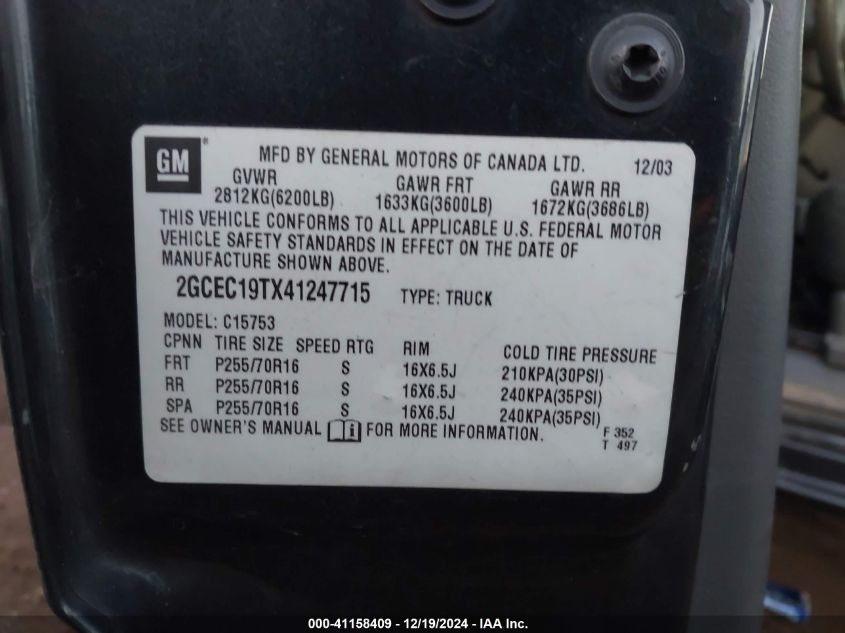 GM
MFD BY GENERAL MOTORS OF CANADA LTD. 12/03
GVWR GAWR FRT GAWR RR
2812KG(6200LB) 1633KG(3600LB) 1672KG(3686LB)
THIS VEHICLE CONFORMS TO ALL APPLICABLE U.S. FEDERAL MOTOR
VEHICLE SAFETY STANDARDS IN EFFECT ON THE DATE OF
MANUFACTURE SHOWN ABOVE.
2GCEC19TX41247715 TYPE: TRUCK
MODEL: C15753
CPNN TIRE SIZE SPEED RTG RIM COLD TIRE PRESSURE
FRT P255/70R16 S 16X6.5J 210KPA(30PSI)
RR P255/70R16 S 16X6.5J 240KPA(35PSI)
SPA P255/70R16 S 16X6.5J 240KPA(35PSI)
SEE OWNER'S MANUAL i FOR MORE INFORMATION. F 352
T 497
000-41158409 - 12/19/2024 - IAA Inc.